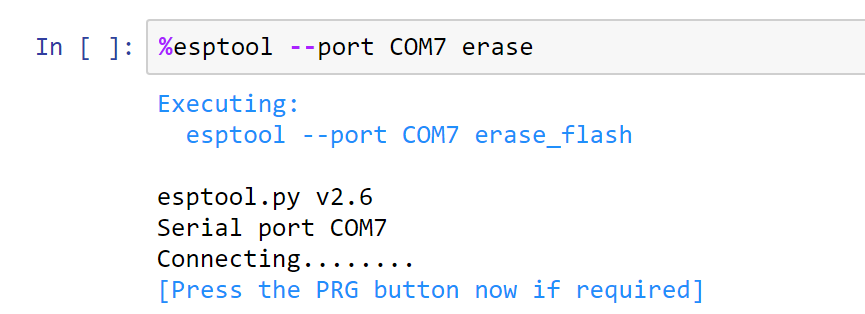 In [ ]: %esptool --port COM7 erase
Executing:
  esptool --port COM7 erase_flash
esptool.py v2.6
Serial port COM7
Connecting........
[Press the PRG button now if required]